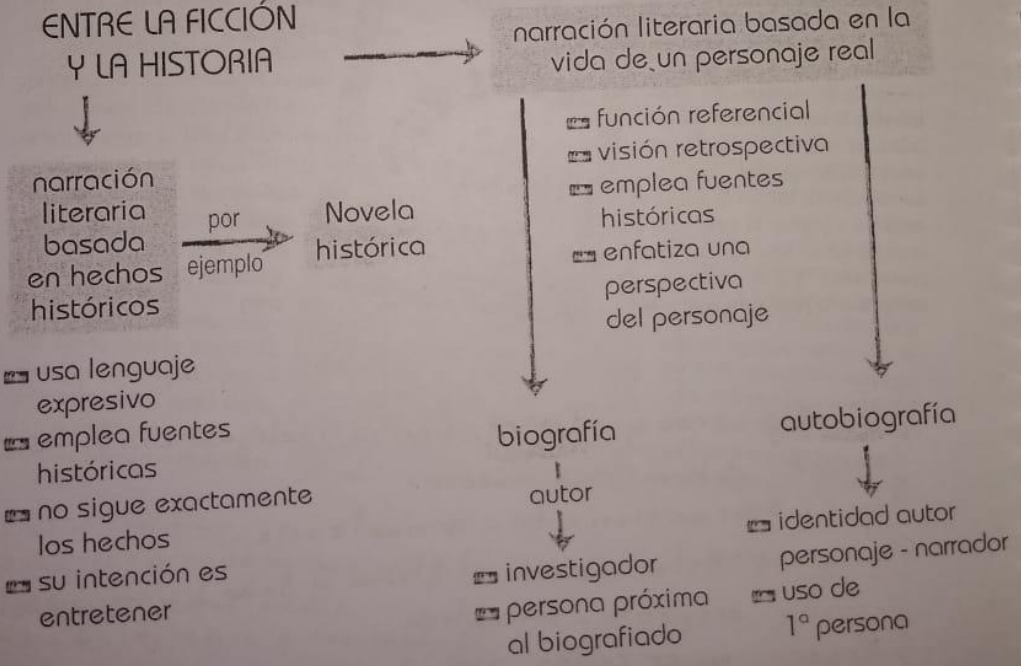 ENTRE LA FICCIÓN
Y LA HISTORIA
narración literaria basada en la
vida de un personaje real
narración
literaria
basada
en hechos
históricos
por
ejemplo
Novela
histórica
usa lenguaje
expresivo
emplea fuentes
históricas
no sigue exactamente
los hechos
su intención es
entretener
función referencial
visión retrospectiva
emplea fuentes
históricas
enfatiza una
perspectiva
del personaje
biografía
autor
investigador
persona próxima
al biografiado
autobiografía
identidad autor
personaje - narrador
uso de
1ª persona